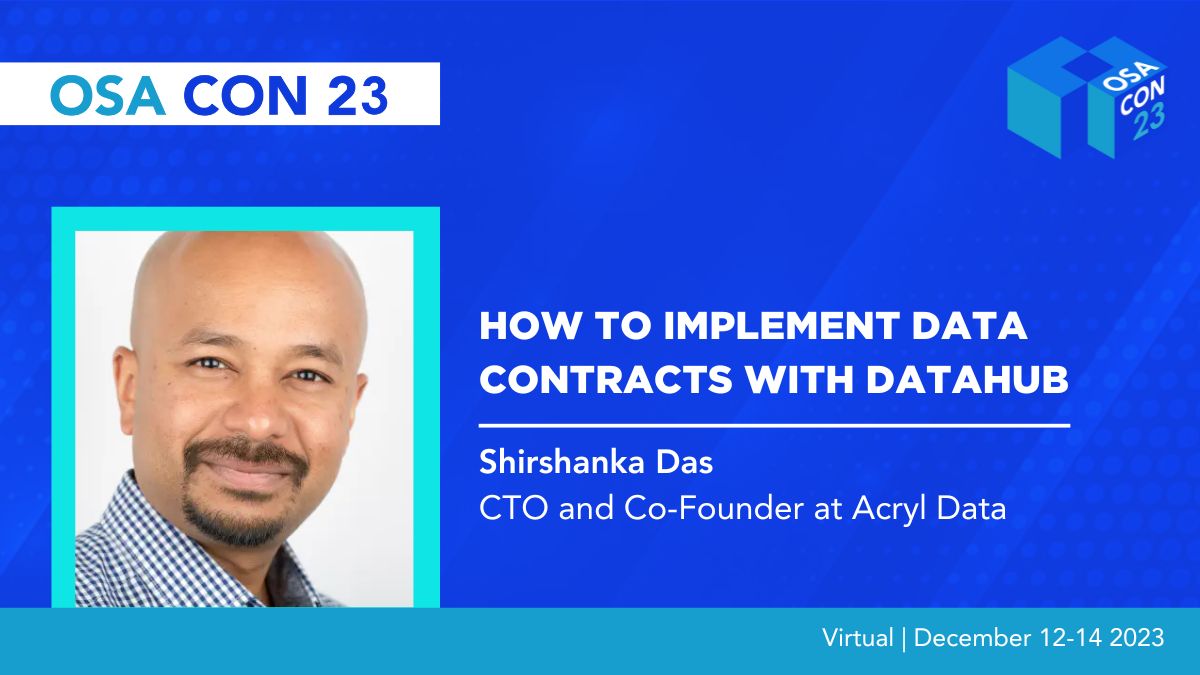 OSA CON 23
OSA
CON
23
HOW TO IMPLEMENT DATA
CONTRACTS WITH DATAHUB
Shirshanka Das
CTO and Co-Founder at Acryl Data
Virtual | December 12-14 2023